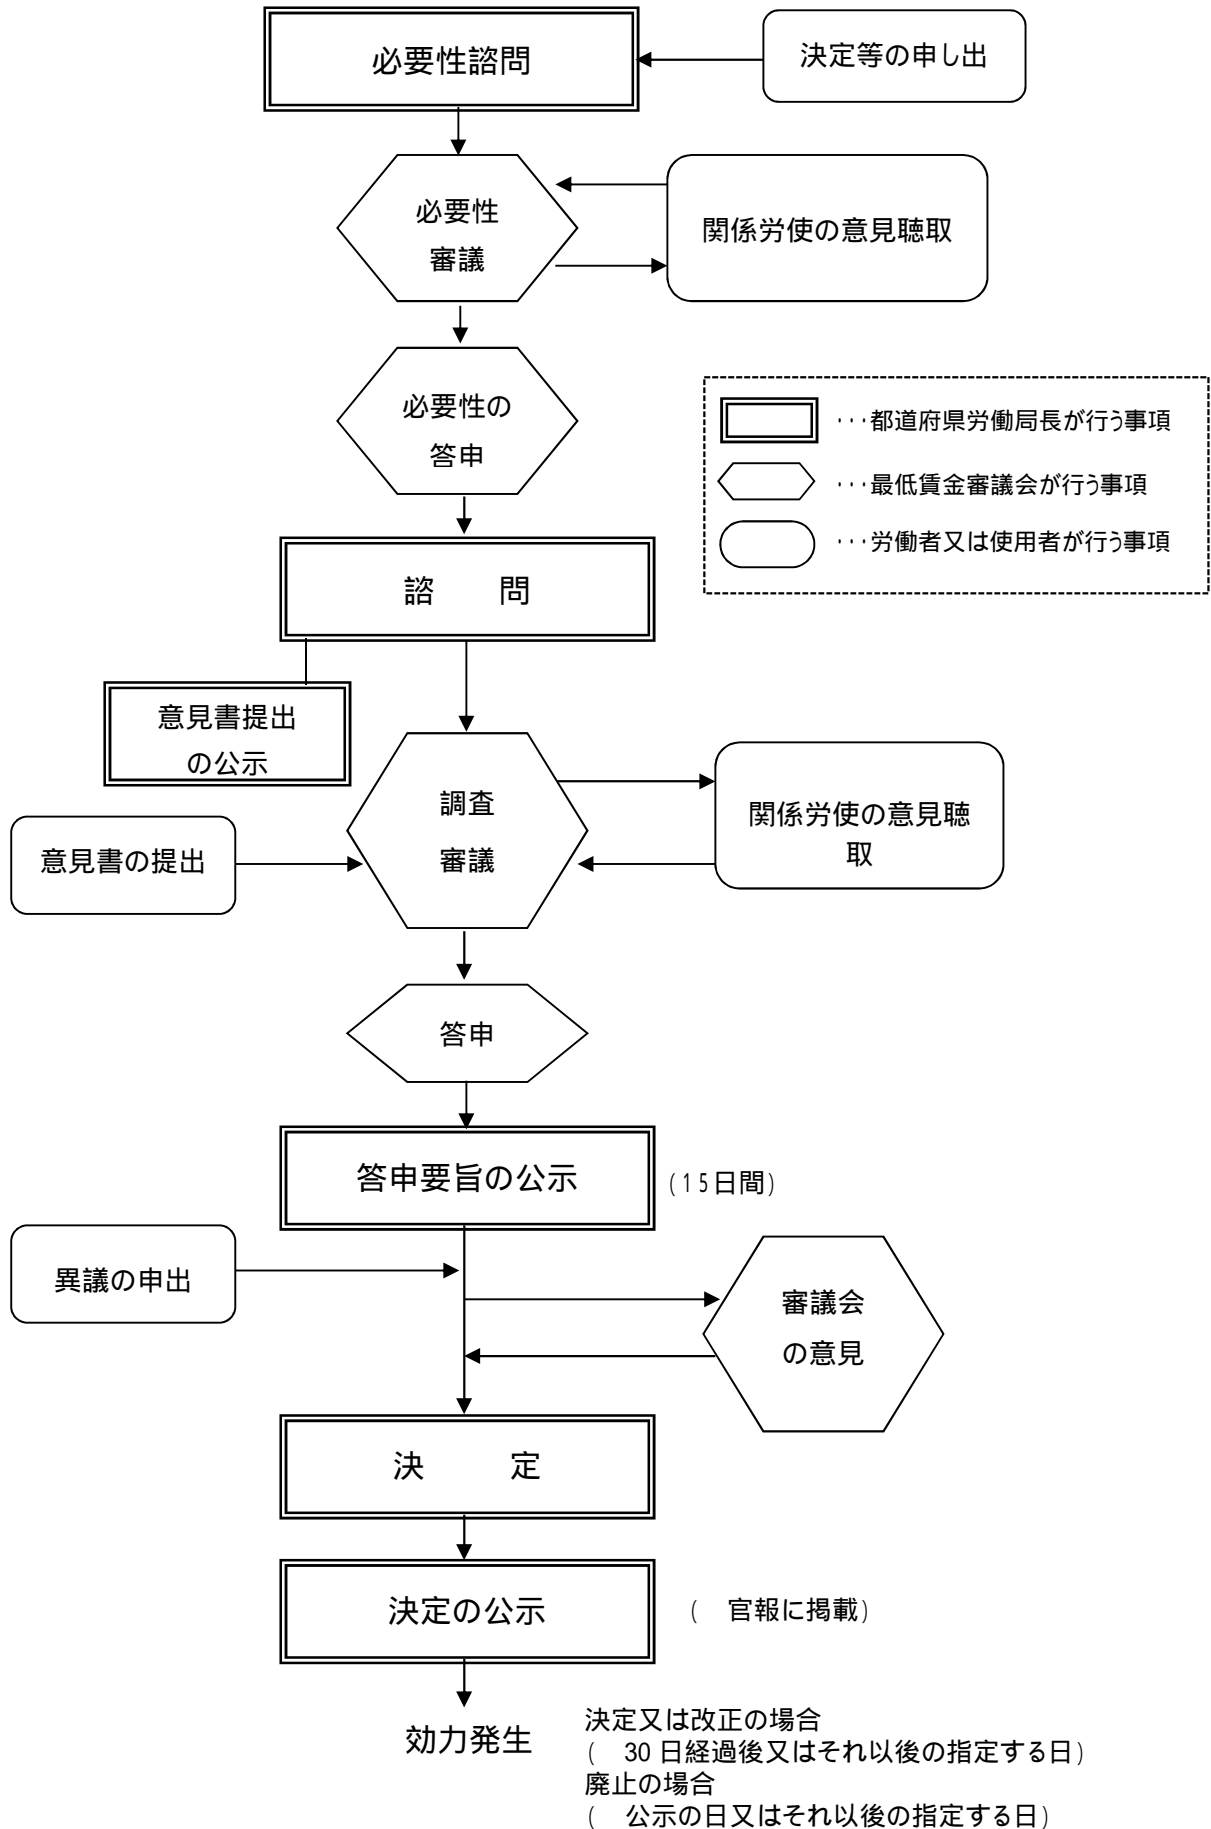 必要性諮問
決定等の申し出
必要性
審議
関係労使の意見聴取
必要性の
答申
･･･都道府県労働局長が行う事項
･･･最低賃金審議会が行う事項
･･･労働者又は使用者が行う事項
諮　　問
意見書提出
の公示
調査
審議
関係労使の意見聴
取
意見書の提出
答申
答申要旨の公示
(15日間)
異議の申出
審議会
の意見
決　　　定
決定の公示
(　官報に掲載)
効力発生
決定又は改正の場合
(　30 日経過後又はそれ以後の指定する日)
廃止の場合
(　公示の日又はそれ以後の指定する日)